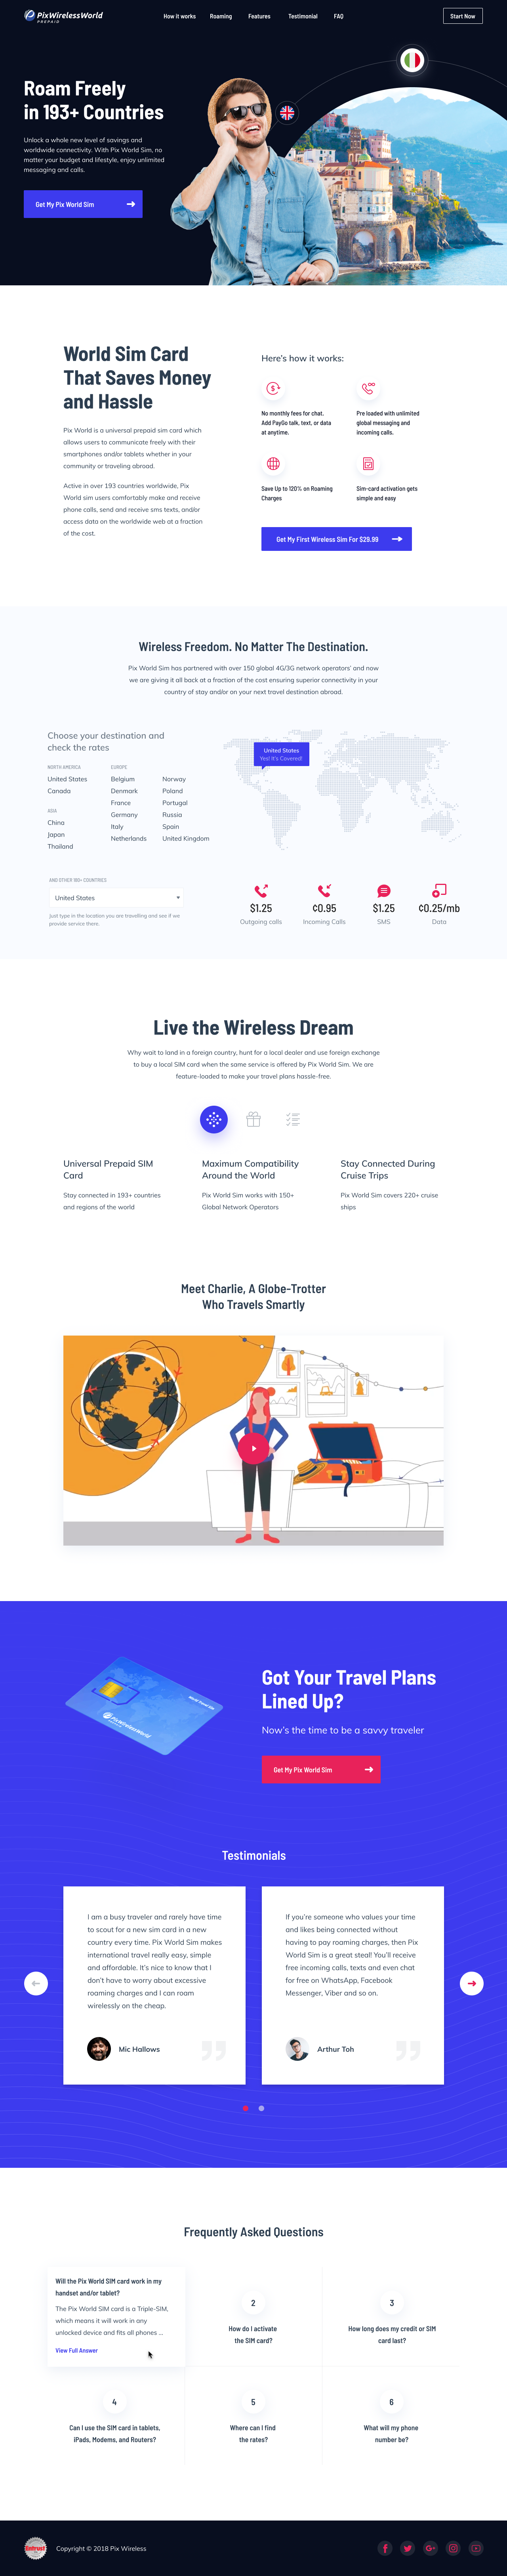 PixWirelessWorld
PREPAID
How it works
Roaming
Features
Testimonial
FAQ
Start Now
Roam Freely
in 193+ Countries
Unlock a whole new level of savings and
worldwide connectivity. With Pix World Sim, no
matter your budget and lifestyle, enjoy unlimited
messaging and calls.
Get My Pix World Sim
World Sim Card
That Saves Money
and Hassle
Pix World is a universal prepaid sim card which
allows users to communicate freely with their
smartphones and/or tablets whether in your
community or traveling abroad.
Active in over 193 countries worldwide, Pix
World sim users comfortably make and receive
phone calls, send and receive sms texts, and/or
access data on the worldwide web at a fraction
of the cost.
Here's how it works:
No monthly fees for chat.
Add PayGo talk, text, or data
at anytime.
Pre loaded with unlimited
global messaging and
incoming calls.
Save Up to 120% on Roaming
Charges
Sim-card activation gets
simple and easy
Get My First Wireless Sim For $29.99
Wireless Freedom. No Matter The Destination.
Pix World Sim has partnered with over 150 global 4G/3G network operators' and now
we are giving it all back at a fraction of the cost ensuring superior connectivity in your
country of stay and/or on your next travel destination abroad.
Choose your destination and
check the rates
NORTH AMERICA
United States
Canada
ASIA
China
Japan
Thailand
EUROPE
Belgium
Denmark
France
Germany
Italy
Netherlands
Norway
Poland
Portugal
Russia
Spain
United Kingdom
United States
Yes! It's Covered!
AND OTHER 180+ COUNTRIES
United States
Just type in the location you are travelling and see if we
provide service there.
$1.25
Outgoing calls
¢0.95
Incoming Calls
$1.25
SMS
¢0.25/mb
Data
Live the Wireless Dream
Why wait to land in a foreign country, hunt for a local dealer and use foreign exchange
to buy a local SIM card when the same service is offered by Pix World Sim. We are
feature-loaded to make your travel plans hassle-free.
Universal Prepaid SIM
Card
Stay connected in 193+ countries
and regions of the world
Maximum Compatibility
Around the World
Pix World Sim works with 150+
Global Network Operators
Stay Connected During
Cruise Trips
Pix World Sim covers 220+ cruise
ships
Meet Charlie, A Globe-Trotter
Who Travels Smartly
World Travel Sim
PixWirelessWorld
Got Your Travel Plans
Lined Up?
Now's the time to be a savvy traveler
Get My Pix World Sim
Testimonials
I am a busy traveler and rarely have time
to scout for a new sim card in a new
country every time. Pix World Sim makes
international travel really easy, simple
and affordable. It's nice to know that I
don't have to worry about excessive
roaming charges and I can roam
wirelessly on the cheap.
Mic Hallows
If you're someone who values your time
and likes being connected without
having to pay roaming charges, then Pix
World Sim is a great steal! You'll receive
free incoming calls, texts and even chat
for free on WhatsApp, Facebook
Messenger, Viber and so on.
Arthur Toh
Frequently Asked Questions
Will the Pix World SIM card work in my
handset and/or tablet?
The Pix World SIM card is a Triple-SIM,
which means it will work in any
unlocked device and fits all phones ...
View Full Answer
2
How do I activate
the SIM card?
3
How long does my credit or SIM
card last?
4
Can I use the SIM card in tablets,
iPads, Modems, and Routers?
5
Where can I find
the rates?
6
What will my phone
number be?
Entrust
Copyright © 2018 Pix Wireless